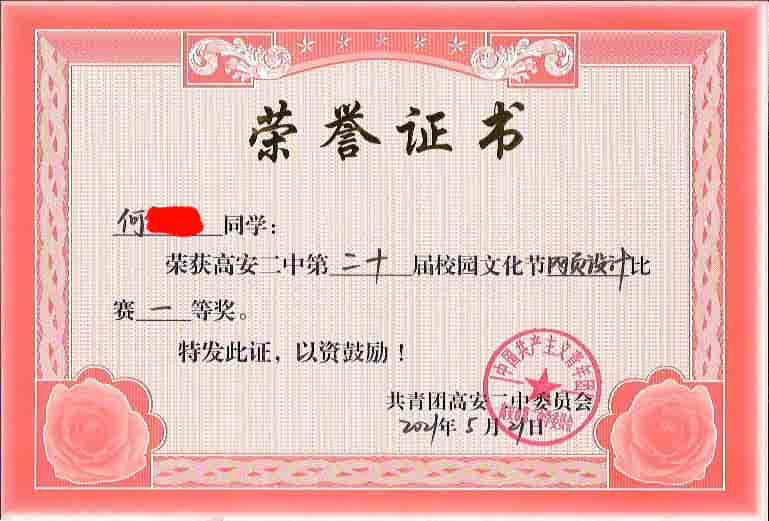 荣誉证书
何 同学:
荣获高安二中第二十届校园文化节网页设计比
赛一等奖。
特发此证，以资鼓励！
中国共产主义青年团
共青团高安二中委员会
2021年5月21日